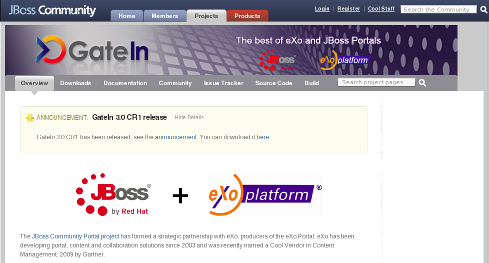 JBoss Community
Login | Register | Cool Stuff
Search the Community
Home Members Projects Products
GateIn
The best of eXo and JBoss Portals
JBoss eXo platform
Overview Downloads Documentation Community Issue Tracker Source Code Build
Search project pages
ANNOUNCEMENT: GateIn 3.0 CR1 release Hide Details
GateIn 3.0 CR1 has been released, see the announcement. You can download it here.
JBoss by Red Hat + eXo platform ®
The JBoss Community Portal project has formed a strategic partnership with eXo, producers of the eXo Portal. eXo has been
developing portal, content and collaboration solutions since 2003 and was recently named a Cool Vendor in Content
Management, 2009 by Gartner.